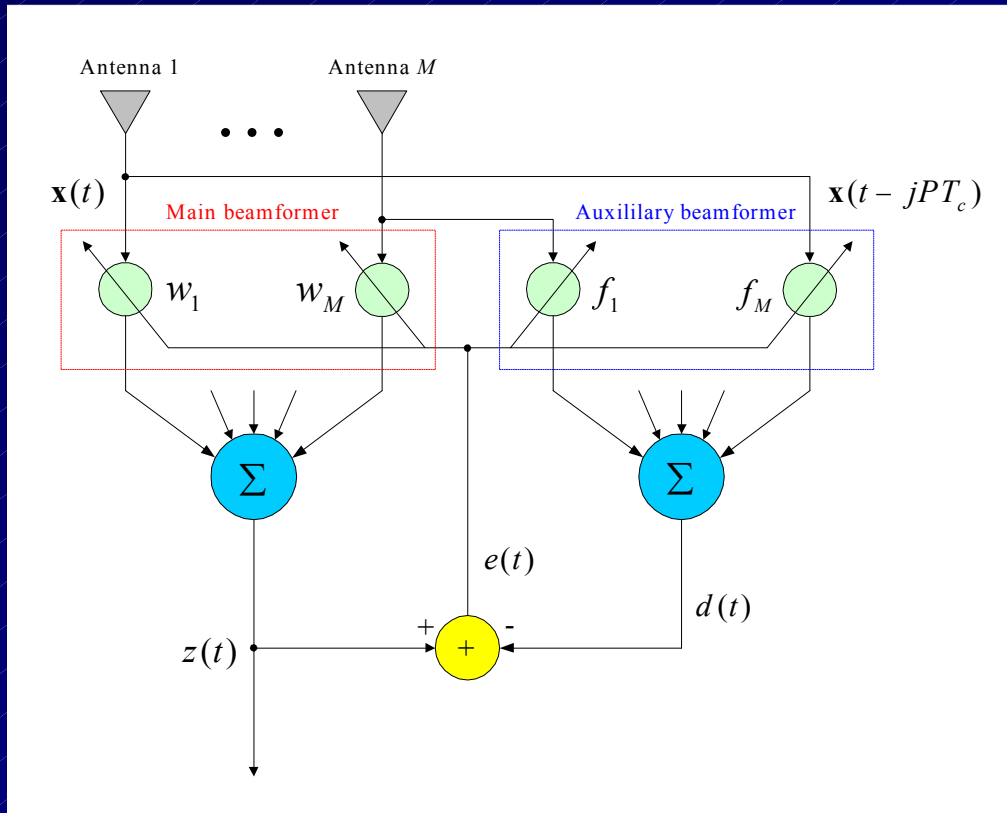 Antenna 1
Antenna M
• • •
x(t)
x(t − jPT_c)
Main beamformer
Auxililary beamformer
w_1
w_M
f_1
f_M
Σ
Σ
e(t)
d(t)
+
-
+
z(t)